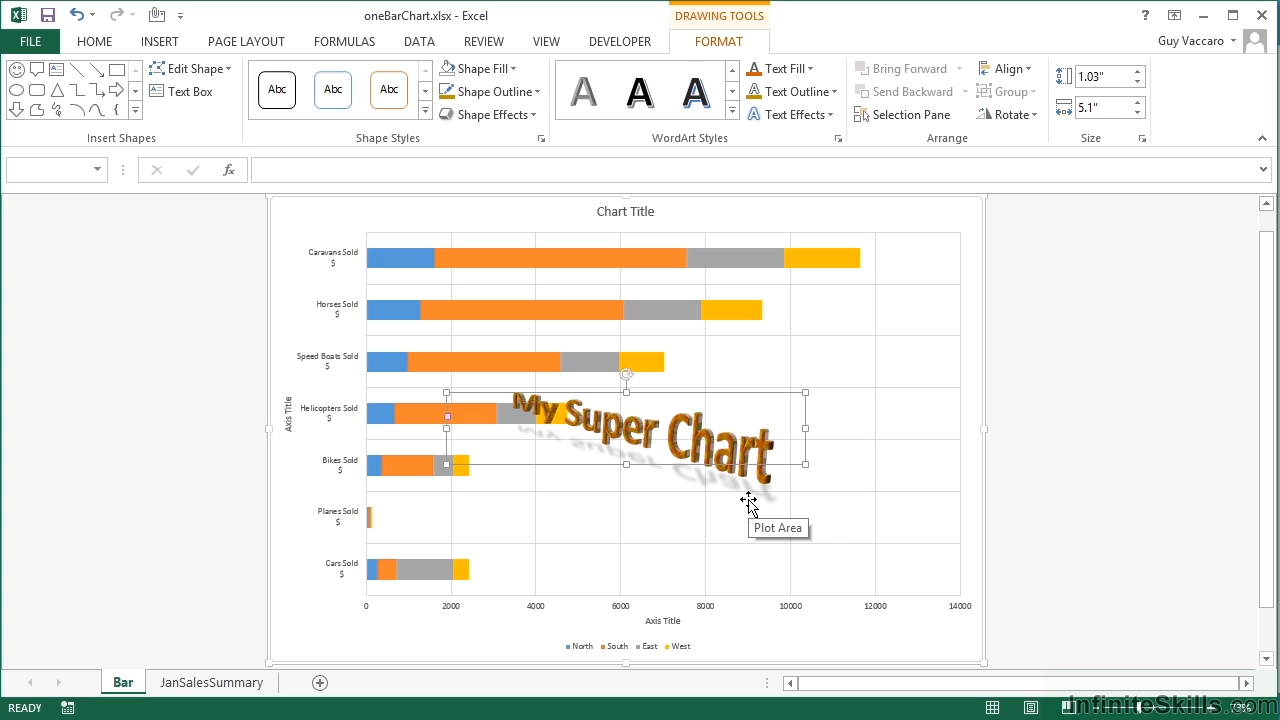 oneBarChart.xlsx - Excel
DRAWING TOOLS
?
FILE HOME INSERT PAGE LAYOUT FORMULAS DATA REVIEW VIEW DEVELOPER FORMAT Guy Vaccaro
Edit Shape
Text Box
Insert Shapes
Abc Abc Abc
Shape Fill
Shape Outline
Shape Effects
Shape Styles
A A A
Text Fill
Text Outline
Text Effects
WordArt Styles
Bring Forward
Send Backward
Selection Pane
Align
Group
Rotate
Arrange
1.03"
5.1"
Size
fx
Chart Title
Caravans Sold
$
Horses Sold
$
Speed Boats Sold
$
Helicopters Sold
$
Bikes Sold
$
Planes Sold
$
Cars Sold
$
Axis Title
My Super Chart
My Super Chart
Plot Area
0 2000 4000 6000 8000 10000 12000 14000
Axis Title
North South East West
Bar JanSalesSummary
READY
InfiniteSkills.com
73%